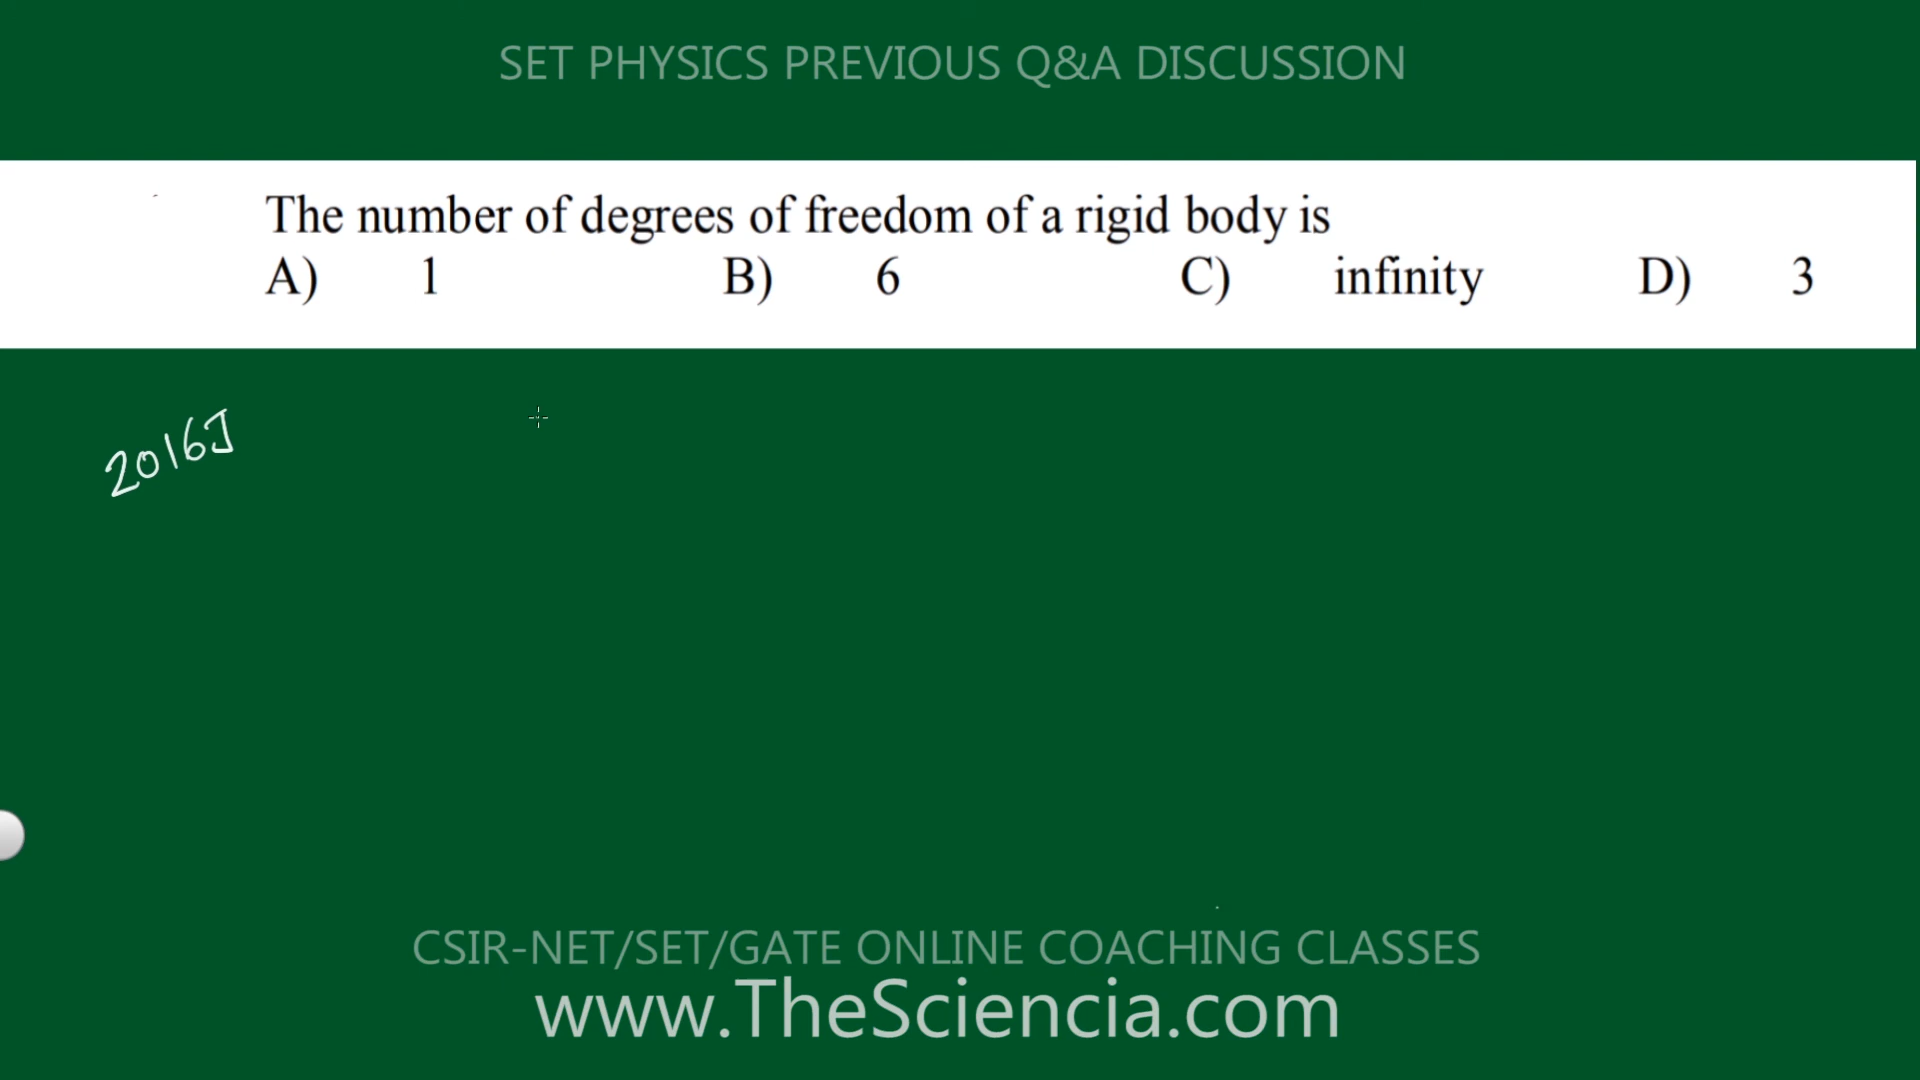 SET PHYSICS PREVIOUS Q&A DISCUSSION
The number of degrees of freedom of a rigid body is
A) 1 B) 6 C) infinity D) 3
2016J
CSIR-NET/SET/GATE ONLINE COACHING CLASSES
www.TheSciencia.com